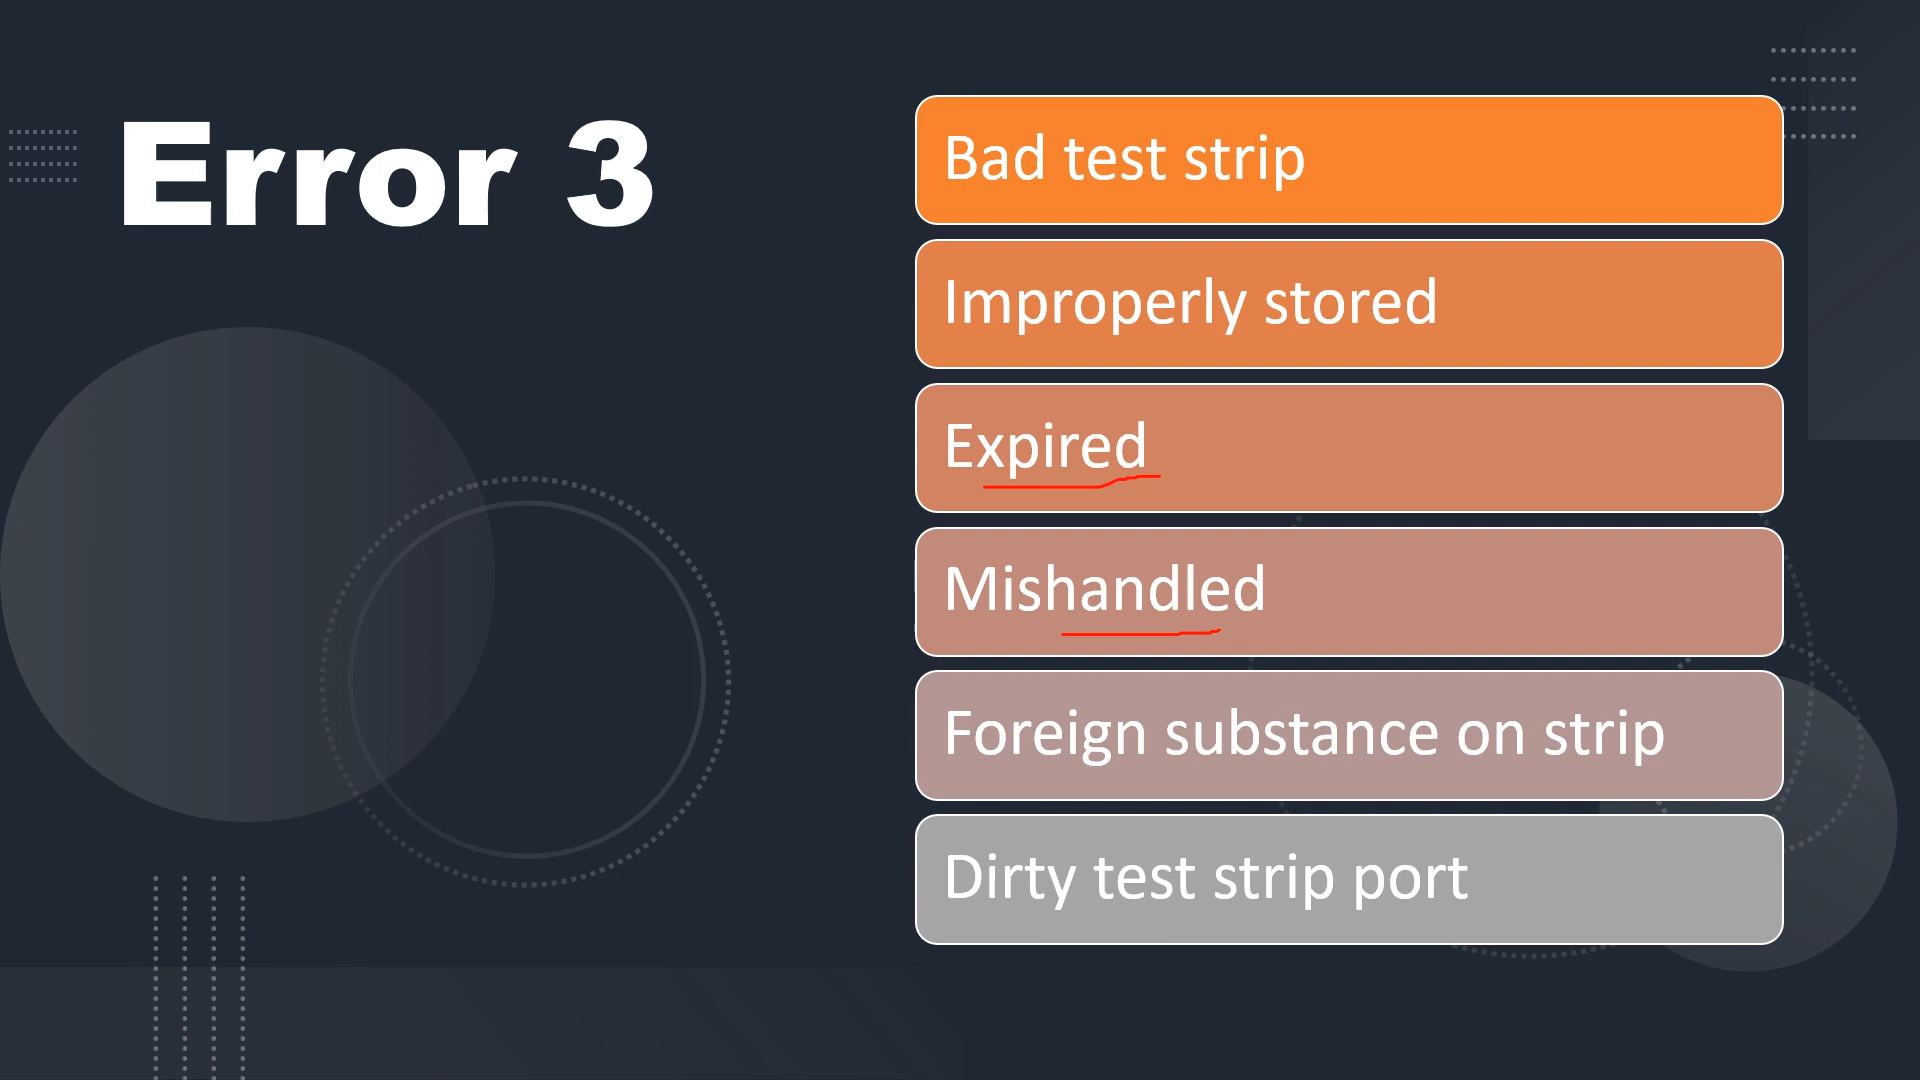 Error 3
Bad test strip
Improperly stored
Expired
Mishandled
Foreign substance on strip
Dirty test strip port